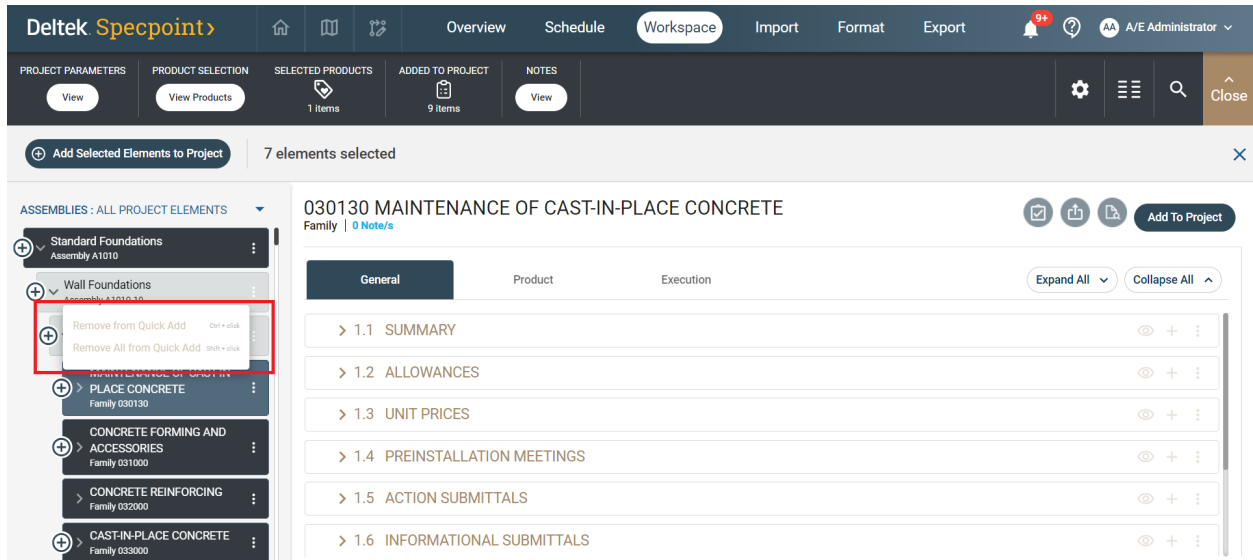 Deltek Specpoint
Overview
Schedule
Workspace
Import
Format
Export
9+
AA
A/E Administrator
PROJECT PARAMETERS
View
PRODUCT SELECTION
View Products
SELECTED PRODUCTS
1 items
ADDED TO PROJECT
9 items
NOTES
View
Close
Add Selected Elements to Project
7 elements selected
ASSEMBLIES : ALL PROJECT ELEMENTS
Standard Foundations
Assembly A1010
Wall Foundations
Assembly A1010.10
Remove from Quick Add Ctrl + click
Remove All from Quick Add Shift + click
MAINTENANCE OF CAST-IN-
PLACE CONCRETE
Family 030130
CONCRETE FORMING AND
ACCESSORIES
Family 031000
CONCRETE REINFORCING
Family 032000
CAST-IN-PLACE CONCRETE
Family 033000
030130 MAINTENANCE OF CAST-IN-PLACE CONCRETE
Family | 0 Note/s
Add To Project
General
Product
Execution
Expand All
Collapse All
1.1 SUMMARY
1.2 ALLOWANCES
1.3 UNIT PRICES
1.4 PREINSTALLATION MEETINGS
1.5 ACTION SUBMITTALS
1.6 INFORMATIONAL SUBMITTALS